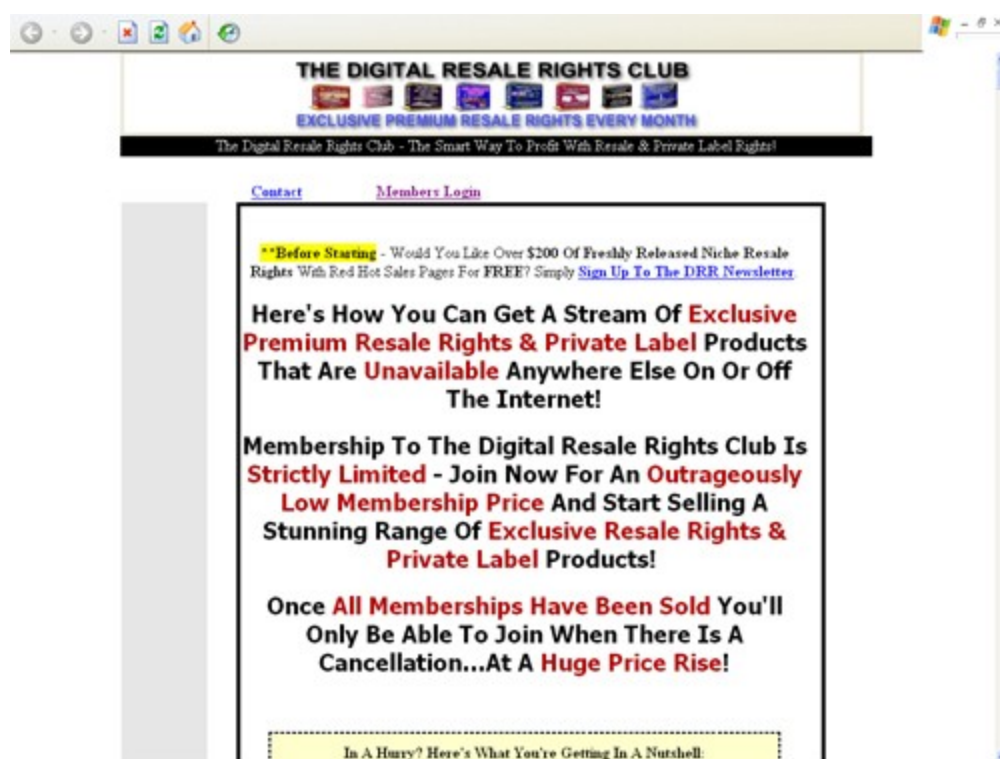 THE DIGITAL RESALE RIGHTS CLUB
EXCLUSIVE PREMIUM RESALE RIGHTS EVERY MONTH
The Digital Resale Rights Club - The Smart Way To Profit With Resale & Private Label Rights!
Contact Members Login
**Before Starting - Would You Like Over $200 Of Freshly Released Niche Resale
Rights With Red Hot Sales Pages For FREE? Simply Sign Up To The DRR Newsletter
Here's How You Can Get A Stream Of Exclusive
Premium Resale Rights & Private Label Products
That Are Unavailable Anywhere Else On Or Off
The Internet!
Membership To The Digital Resale Rights Club Is
Strictly Limited - Join Now For An Outrageously
Low Membership Price And Start Selling A
Stunning Range Of Exclusive Resale Rights &
Private Label Products!
Once All Memberships Have Been Sold You'll
Only Be Able To Join When There Is A
Cancellation...At A Huge Price Rise!
In A Hurry? Here's What You're Getting In A Nutshell: